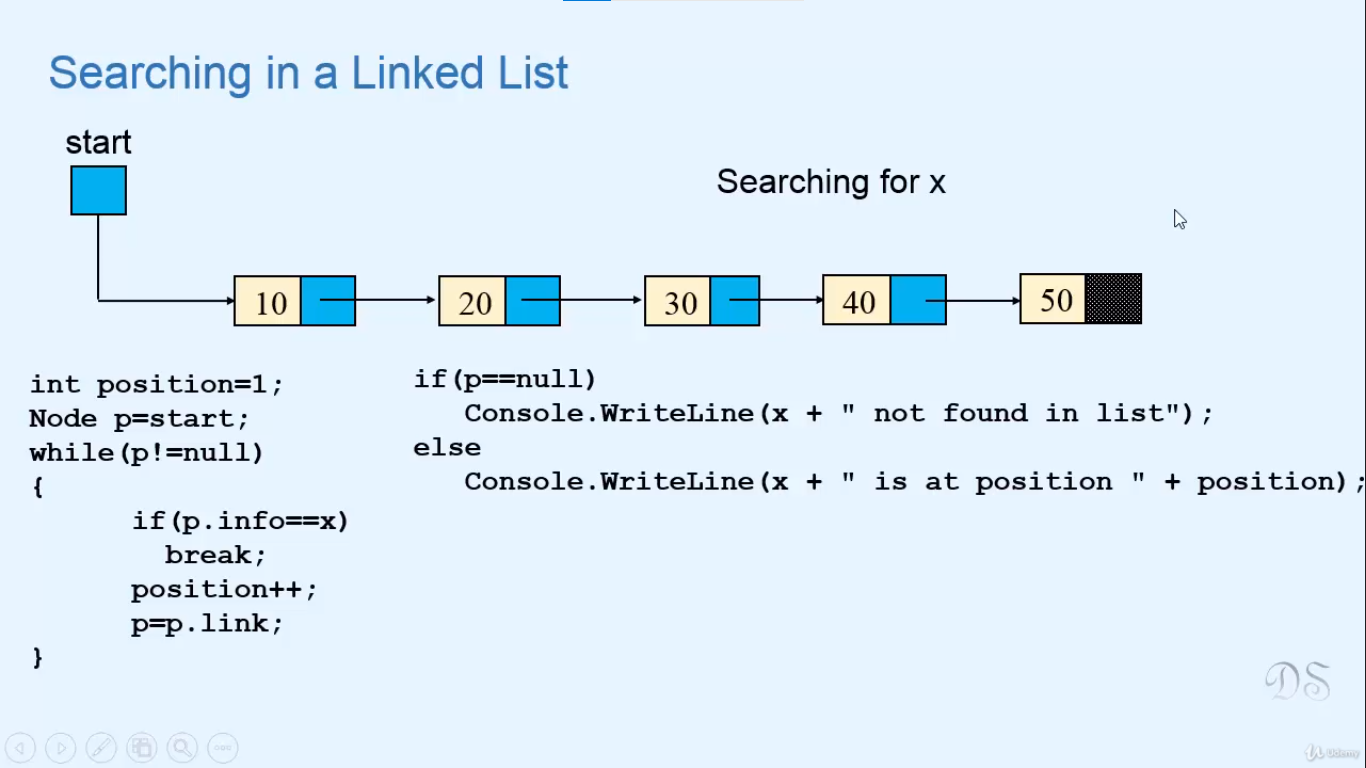 Searching in a Linked List
start
Searching for x
10 20 30 40 50
int position=1;
Node p=start;
while(p!=null)
{
if(p.info==x)
break;
position++;
p=p.link;
}
if(p==null)
Console.WriteLine(x + " not found in list");
else
Console.WriteLine(x + " is at position " + position);
DS
Udemy